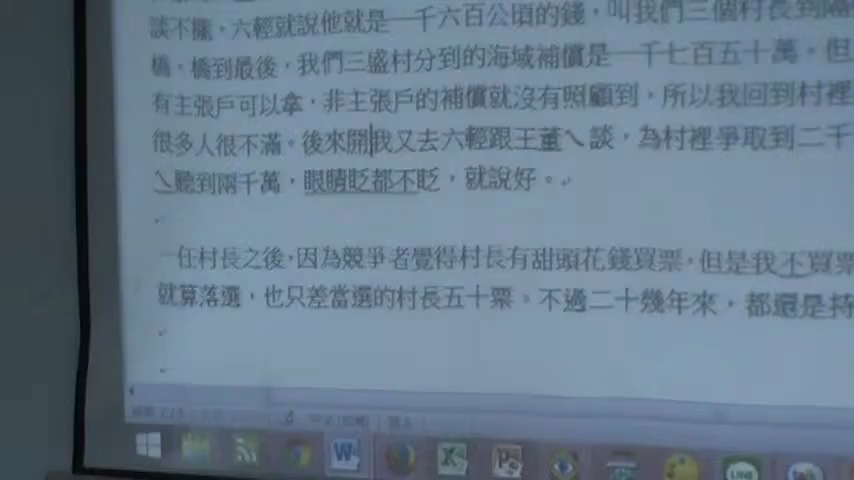 談不攏，六輕就說他就是一千六百公頃的錢，叫我們三個村長到
橋，橋到最後，我們三盛村分到的海域補償是一千七百五十萬。但
有主張戶可以拿，非主張戶的補償就沒有照顧到，所以我回到村裡
很多人很不滿。後來開我又去六輕跟王董ㄟ談，為村裡爭取到二千
ㄟ聽到兩千萬，眼睛眨都不眨，就說好。
一任村長之後，因為競爭者覺得村長有甜頭花錢買票，但是我不買票
就算落選，也只差當選的村長五十票。不過二十幾年來，都還是持